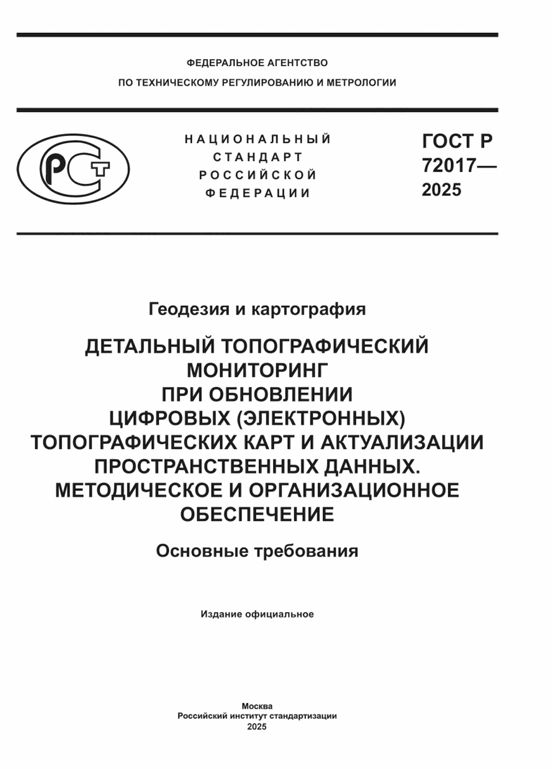 ФЕДЕРАЛЬНОЕ АГЕНТСТВО
ПО ТЕХНИЧЕСКОМУ РЕГУЛИРОВАНИЮ И МЕТРОЛОГИИ
РСТ
НАЦИОНАЛЬНЫЙ
СТАНДАРТ
РОССИЙСКОЙ
ФЕДЕРАЦИИ
ГОСТ Р
72017—
2025
Геодезия и картография
ДЕТАЛЬНЫЙ ТОПОГРАФИЧЕСКИЙ
МОНИТОРИНГ
ПРИ ОБНОВЛЕНИИ
ЦИФРОВЫХ (ЭЛЕКТРОННЫХ)
ТОПОГРАФИЧЕСКИХ КАРТ И АКТУАЛИЗАЦИИ
ПРОСТРАНСТВЕННЫХ ДАННЫХ.
МЕТОДИЧЕСКОЕ И ОРГАНИЗАЦИОННОЕ
ОБЕСПЕЧЕНИЕ
Основные требования
Издание официальное
Москва
Российский институт стандартизации
2025